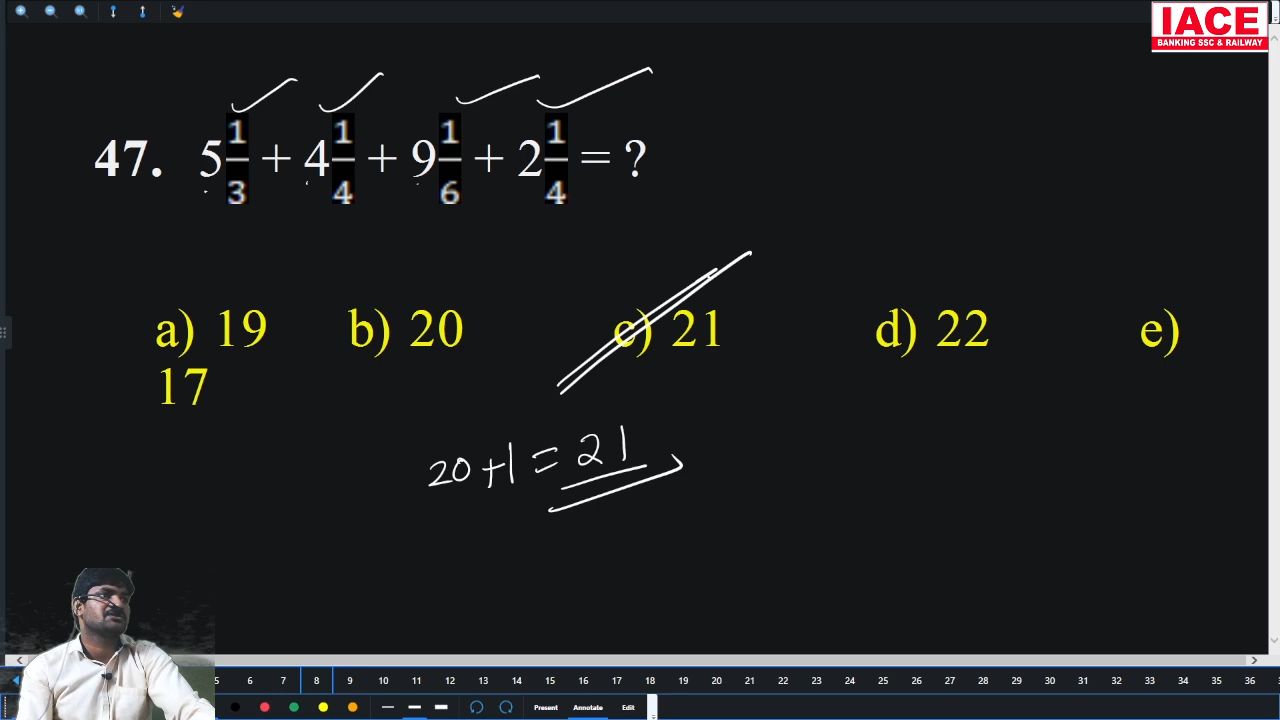 IACE
BANKING SSC & RAILWAY
47. 5 1/3 + 4 1/4 + 9 1/6 + 2 1/4 = ?
a) 19 b) 20 c) 21 d) 22 e)
17
20+1 = 21
5 6 7 8 9 10 11 12 13 14 15 16 17 18 19 20 21 22 23 24 25 26 27 28 29 30 31 32 33 34 35 36
Present Annotate Edit